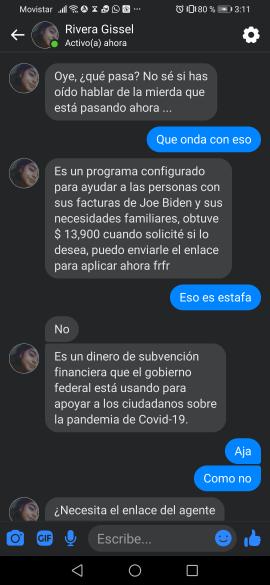 Movistar 80 % 3:11
Rivera Gissel
Activo(a) ahora
Oye, ¿qué pasa? No sé si has
oído hablar de la mierda que
está pasando ahora ...
Que onda con eso
Es un programa configurado
para ayudar a las personas con
sus facturas de Joe Biden y sus
necesidades familiares, obtuve
$ 13,900 cuando solicité si lo
desea, puedo enviarle el enlace
para aplicar ahora frfr
Eso es estafa
No
Es un dinero de subvención
financiera que el gobierno
federal está usando para
apoyar a los ciudadanos sobre
la pandemia de Covid-19.
Aja
Como no
¿Necesita el enlace del agente
GIF
Escribe...